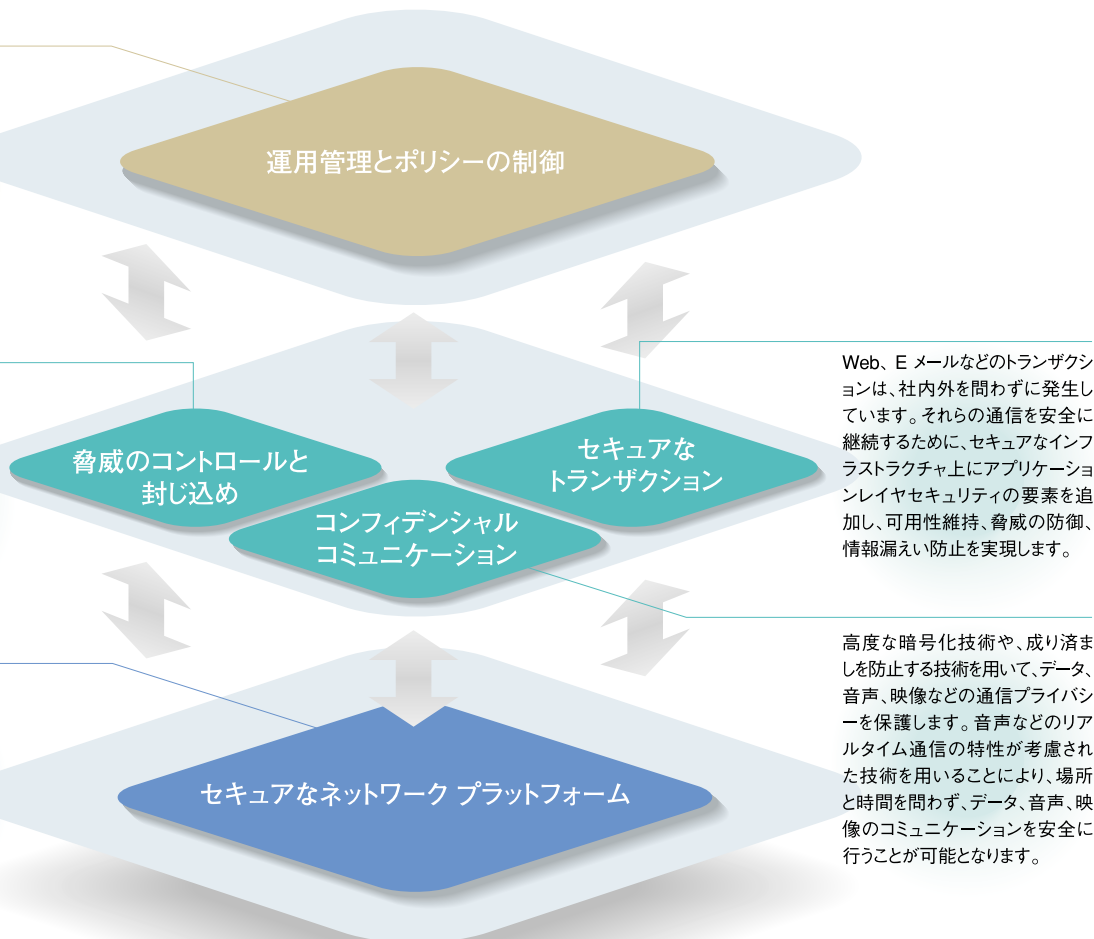 運用管理とポリシーの制御
脅威のコントロールと
封じ込め
セキュアな
トランザクション
コンフィデンシャル
コミュニケーション
セキュアなネットワーク プラットフォーム
Web、E メールなどのトランザクシ
ョンは、社内外を問わずに発生し
ています。それらの通信を安全に
継続するために、セキュアなインフ
ラストラクチャ上にアプリケーショ
ンレイヤセキュリティの要素を追
加し、可用性維持、脅威の防御、
情報漏えい防止を実現します。
高度な暗号化技術や、成り済ま
しを防止する技術を用いて、データ、
音声、映像などの通信プライバシ
ーを保護します。音声などのリア
ルタイム通信の特性が考慮され
た技術を用いることにより、場所
と時間を問わず、データ、音声、映
像のコミュニケーションを安全に
行うことが可能となります。